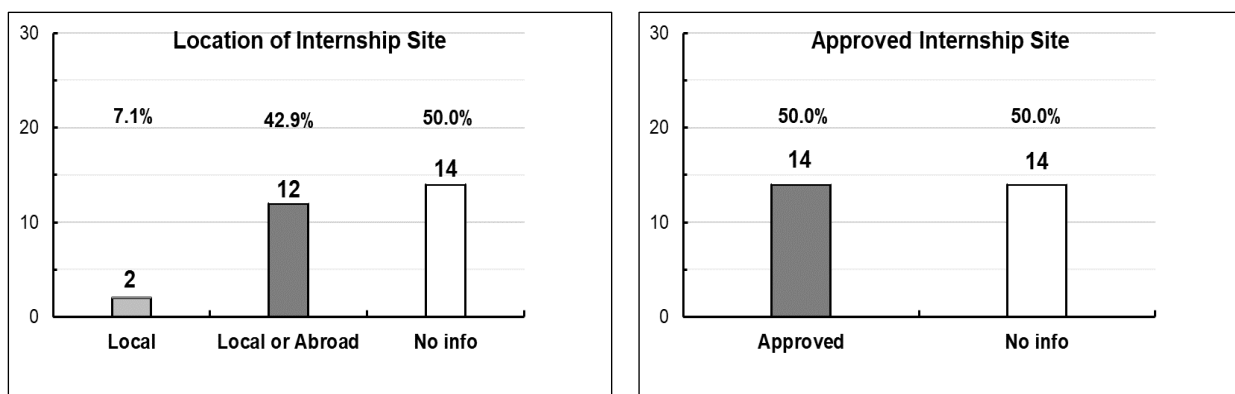 Location of Internship Site
30
20
10
0
7.1%
42.9%
50.0%
2
12
14
Local
Local or Abroad
No info
Approved Internship Site
30
20
10
0
50.0%
50.0%
14
14
Approved
No info